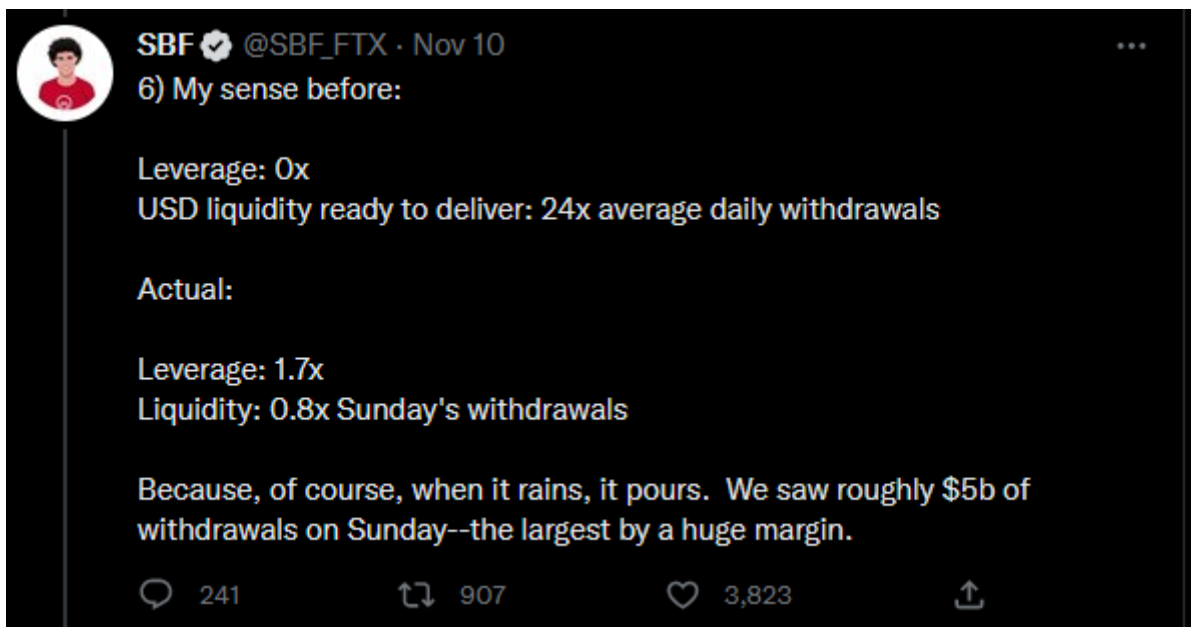 SBF @SBF_FTX · Nov 10
6) My sense before:
Leverage: 0x
USD liquidity ready to deliver: 24x average daily withdrawals
Actual:
Leverage: 1.7x
Liquidity: 0.8x Sunday's withdrawals
Because, of course, when it rains, it pours.  We saw roughly $5b of
withdrawals on Sunday--the largest by a huge margin.
241 907 3,823